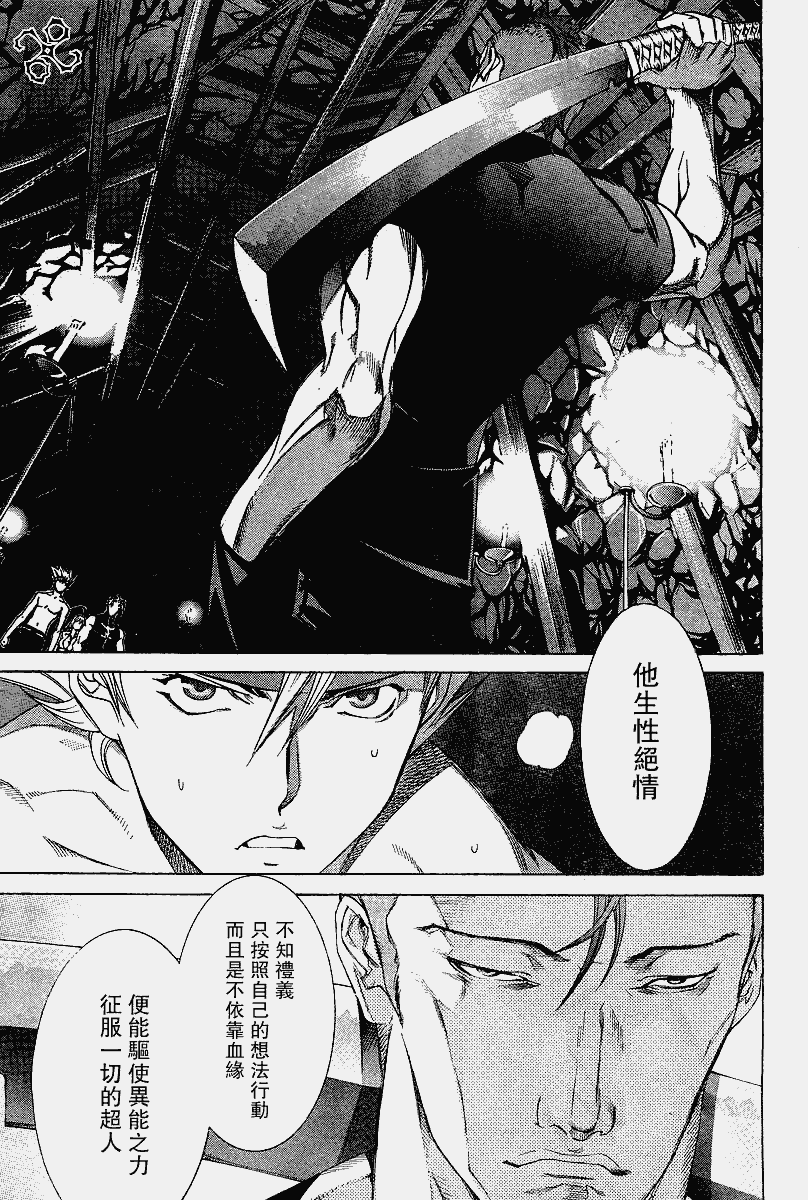 他生性絕情
不知禮義
只按照自己的想法行動
而且是不依靠血緣
便能驅使異能之力
征服一切的超人